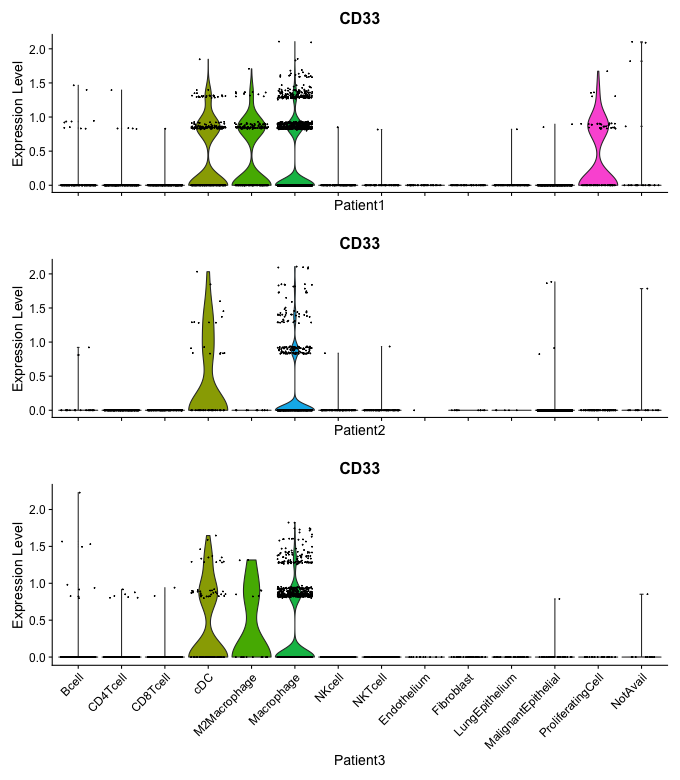 CD33
Expression Level
2.0
1.5
1.0
0.5
0.0
Patient1
CD33
Expression Level
2.0
1.5
1.0
0.5
0.0
Patient2
CD33
Expression Level
2.0
1.5
1.0
0.5
0.0
Bcell
CD4Tcell
CD8Tcell
cDC
M2Macrophage
Macrophage
NKcell
NKTcell
Endothelium
Fibroblast
LungEpithelium
MalignantEpithelial
ProliferatingCell
NotAvail
Patient3